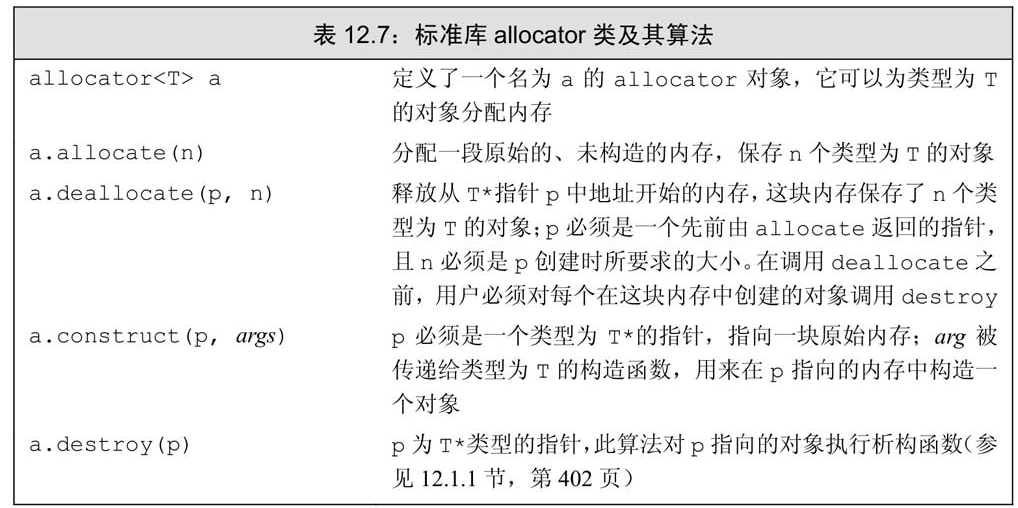 表 12.7：标准库 allocator 类及其算法
allocator<T> a 定义了一个名为 a 的 allocator 对象，它可以为类型为 T
的对象分配内存
a.allocate(n) 分配一段原始的、未构造的内存，保存 n 个类型为 T 的对象
a.deallocate(p, n) 释放从 T*指针 p 中地址开始的内存，这块内存保存了 n 个类
型为 T 的对象；p 必须是一个先前由 allocate 返回的指针，
且 n 必须是 p 创建时所要求的大小。在调用 deallocate 之
前，用户必须对每个在这块内存中创建的对象调用 destroy
a.construct(p, args) p 必须是一个类型为 T*的指针，指向一块原始内存；arg 被
传递给类型为 T 的构造函数，用来在 p 指向的内存中构造一
个对象
a.destroy(p) p 为 T*类型的指针，此算法对 p 指向的对象执行析构函数（参
见 12.1.1 节，第 402 页）